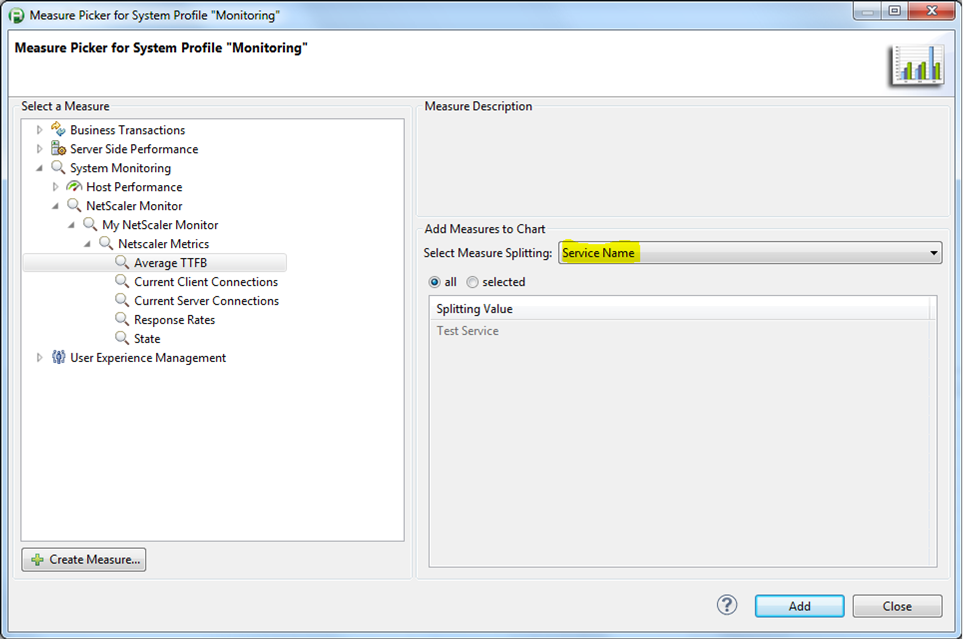 Measure Picker for System Profile "Monitoring"
Measure Picker for System Profile "Monitoring"
Select a Measure
Business Transactions
Server Side Performance
System Monitoring
Host Performance
NetScaler Monitor
My NetScaler Monitor
Netscaler Metrics
Average TTFB
Current Client Connections
Current Server Connections
Response Rates
State
User Experience Management
Create Measure...
Measure Description
Add Measures to Chart
Select Measure Splitting: Service Name
all selected
Splitting Value
Test Service
? Add Close